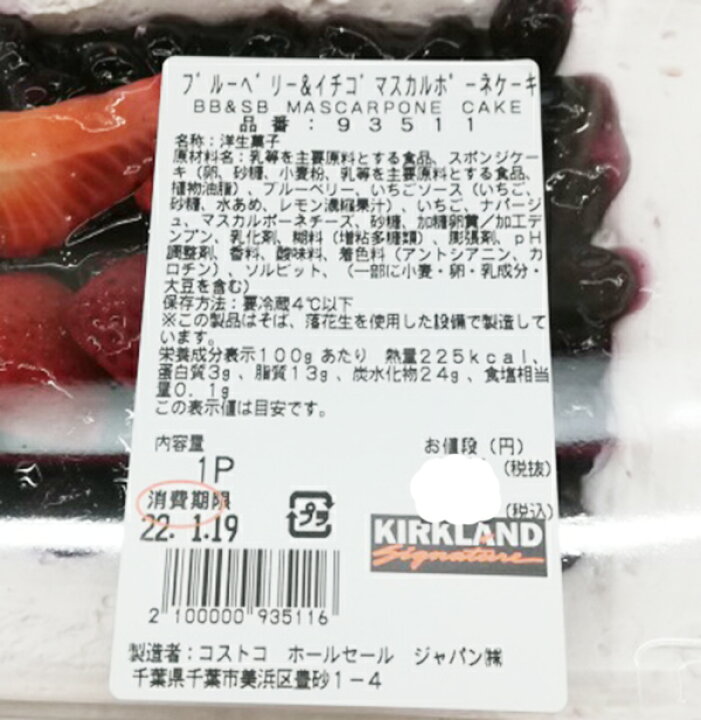 ブルーベリー&イチゴマスカルポーネケーキ
BB&SB MASCARPONE CAKE
品番:93511
名称:洋生菓子
原材料名:乳等を主要原料とする食品、スポンジケー
キ(卵、砂糖、小麦粉、乳等を主要原料とする食品、
植物油脂)、ブルーベリー、いちごソース(いちご、
砂糖、水あめ、レモン濃縮果汁)、いちご、ナパージ
ュ、マスカルポーネチーズ、砂糖、加糖卵黄/加工デ
ンプン、乳化剤、糊料(増粘多糖類)、膨張剤、pH
調整剤、香料、酸味料、着色料(アントシアニン、カ
ロチン)、ソルビット、(一部に小麦・卵・乳成分・
大豆を含む)
保存方法:要冷蔵4℃以下
※この製品はそば、落花生を使用した設備で製造して
います。
栄養成分表示100gあたり 熱量225kcal、
蛋白質3g、脂質13g、炭水化物24g、食塩相当
量0.1g
この表示値は目安です。
内容量 お値段(円)
1P (税抜)
消費期限 プラ (税込)
22.1.19 KIRKLAND
Signature
2 100000 935116
製造者:コストコ ホールセール ジャパン㈱
千葉県千葉市美浜区豊砂1-4